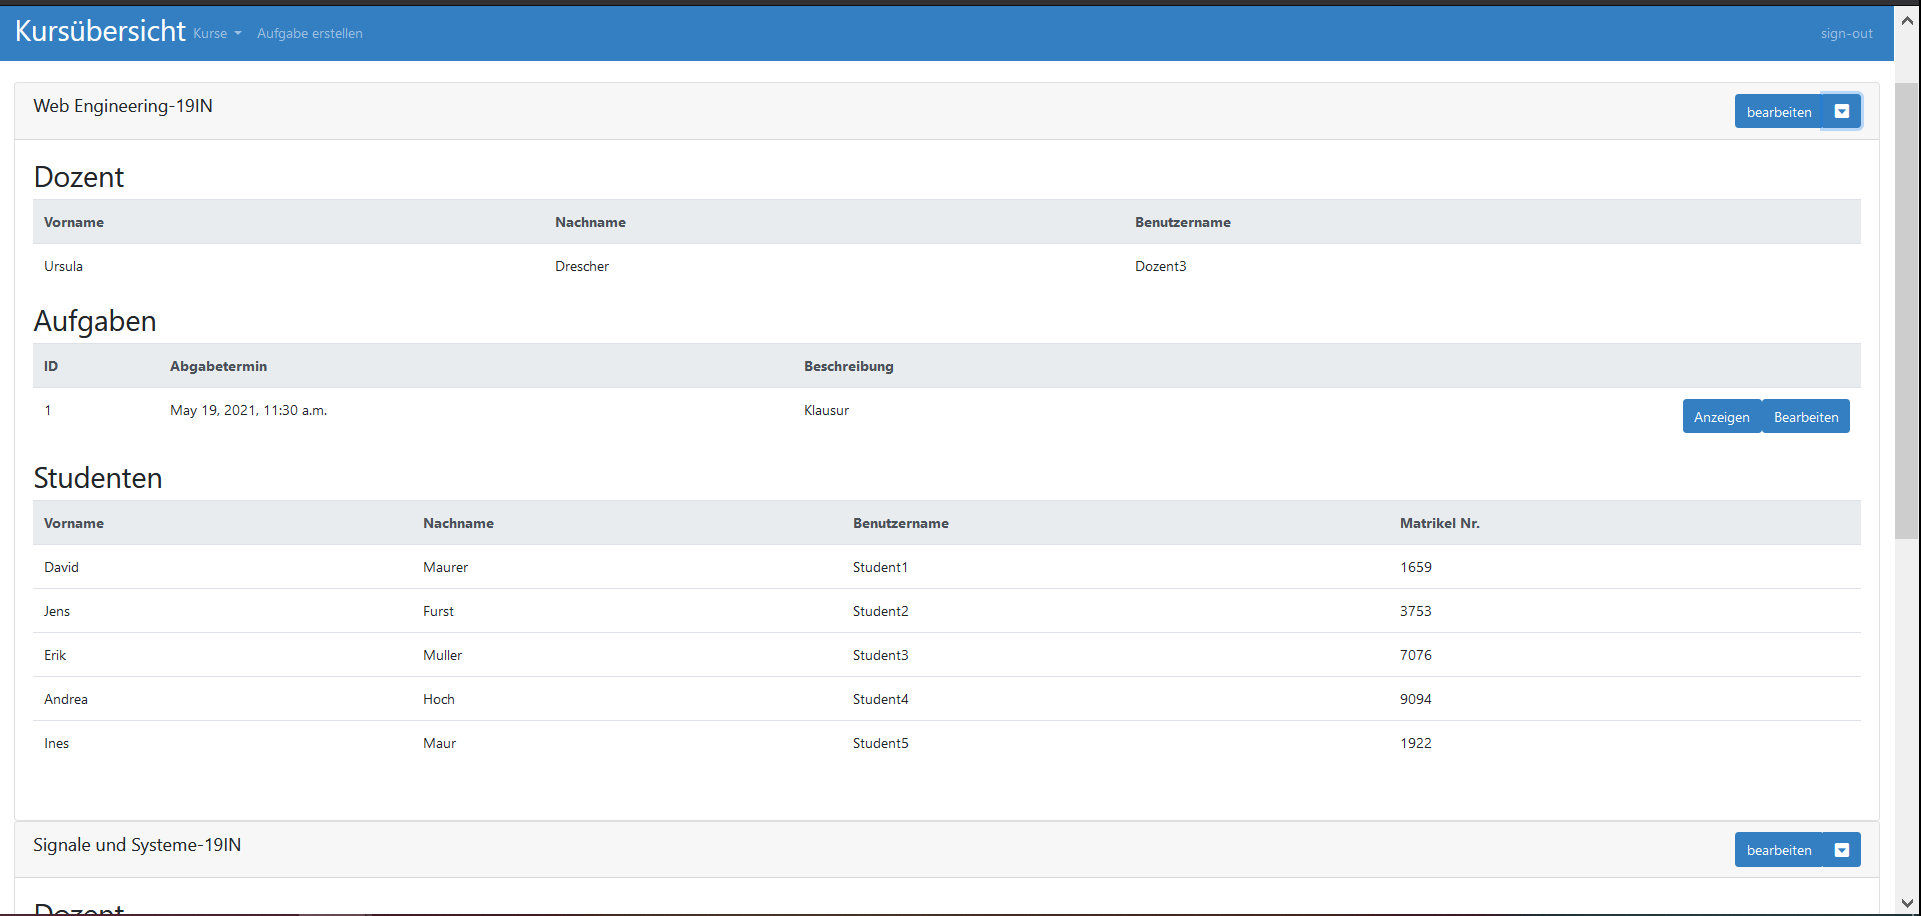 Kursübersicht Kurse Aufgabe erstellen sign-out
Web Engineering-19IN bearbeiten
Dozent
Vorname Nachname Benutzername
Ursula Drescher Dozent3
Aufgaben
ID Abgabetermin Beschreibung
1 May 19, 2021, 11:30 a.m. Klausur Anzeigen Bearbeiten
Studenten
Vorname Nachname Benutzername Matrikel Nr.
David Maurer Student1 1659
Jens Furst Student2 3753
Erik Muller Student3 7076
Andrea Hoch Student4 9094
Ines Maur Student5 1922
Signale und Systeme-19IN bearbeiten
Dozent